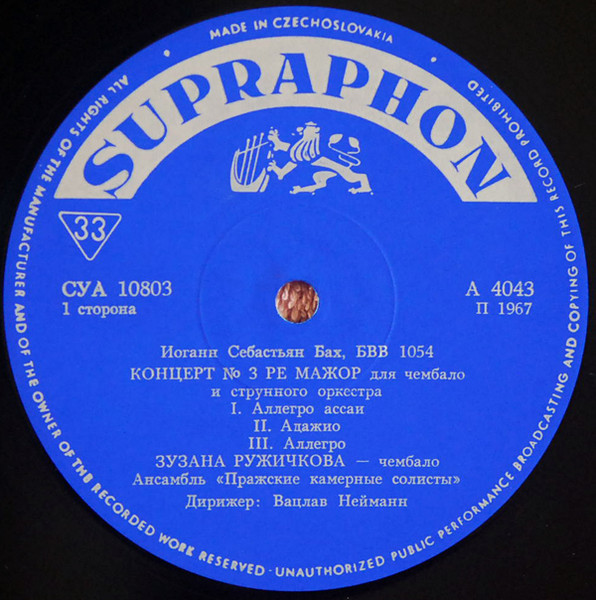 MADE IN CZECHOSLOVAKIA
SUPRAPHON
33
СУА 10803
1 сторона
А 4043
П 1967
Иоганн Себастьян Бах, БВВ 1054
КОНЦЕРТ № 3 РЕ МАЖОР для чембало
и струнного оркестра
I. Аллегро ассаи
II. Адажио
III. Аллегро
ЗУЗАНА РУЖИЧКОВА — чембало
Ансамбль «Пражские камерные солисты»
Дирижер: Вацлав Нейманн
ALL RIGHTS OF THE MANUFACTURER AND OF THE OWNER OF THE RECORDED WORK RESERVED - UNAUTHORIZED PUBLIC PERFORMANCE BROADCASTING AND COPYING OF THIS RECORD PROHIBITED